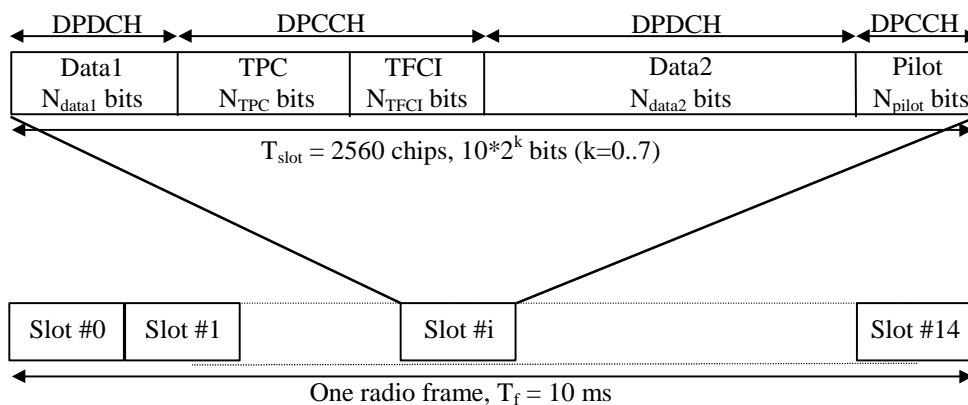 DPDCH DPCCH DPDCH DPCCH
Data1 TPC TFCI Data2 Pilot
N_data1 bits N_TPC bits N_TFCI bits N_data2 bits N_pilot bits
T_slot = 2560 chips, 10*2^k bits (k=0..7)
Slot #0 Slot #1 Slot #i Slot #14
One radio frame, T_f = 10 ms